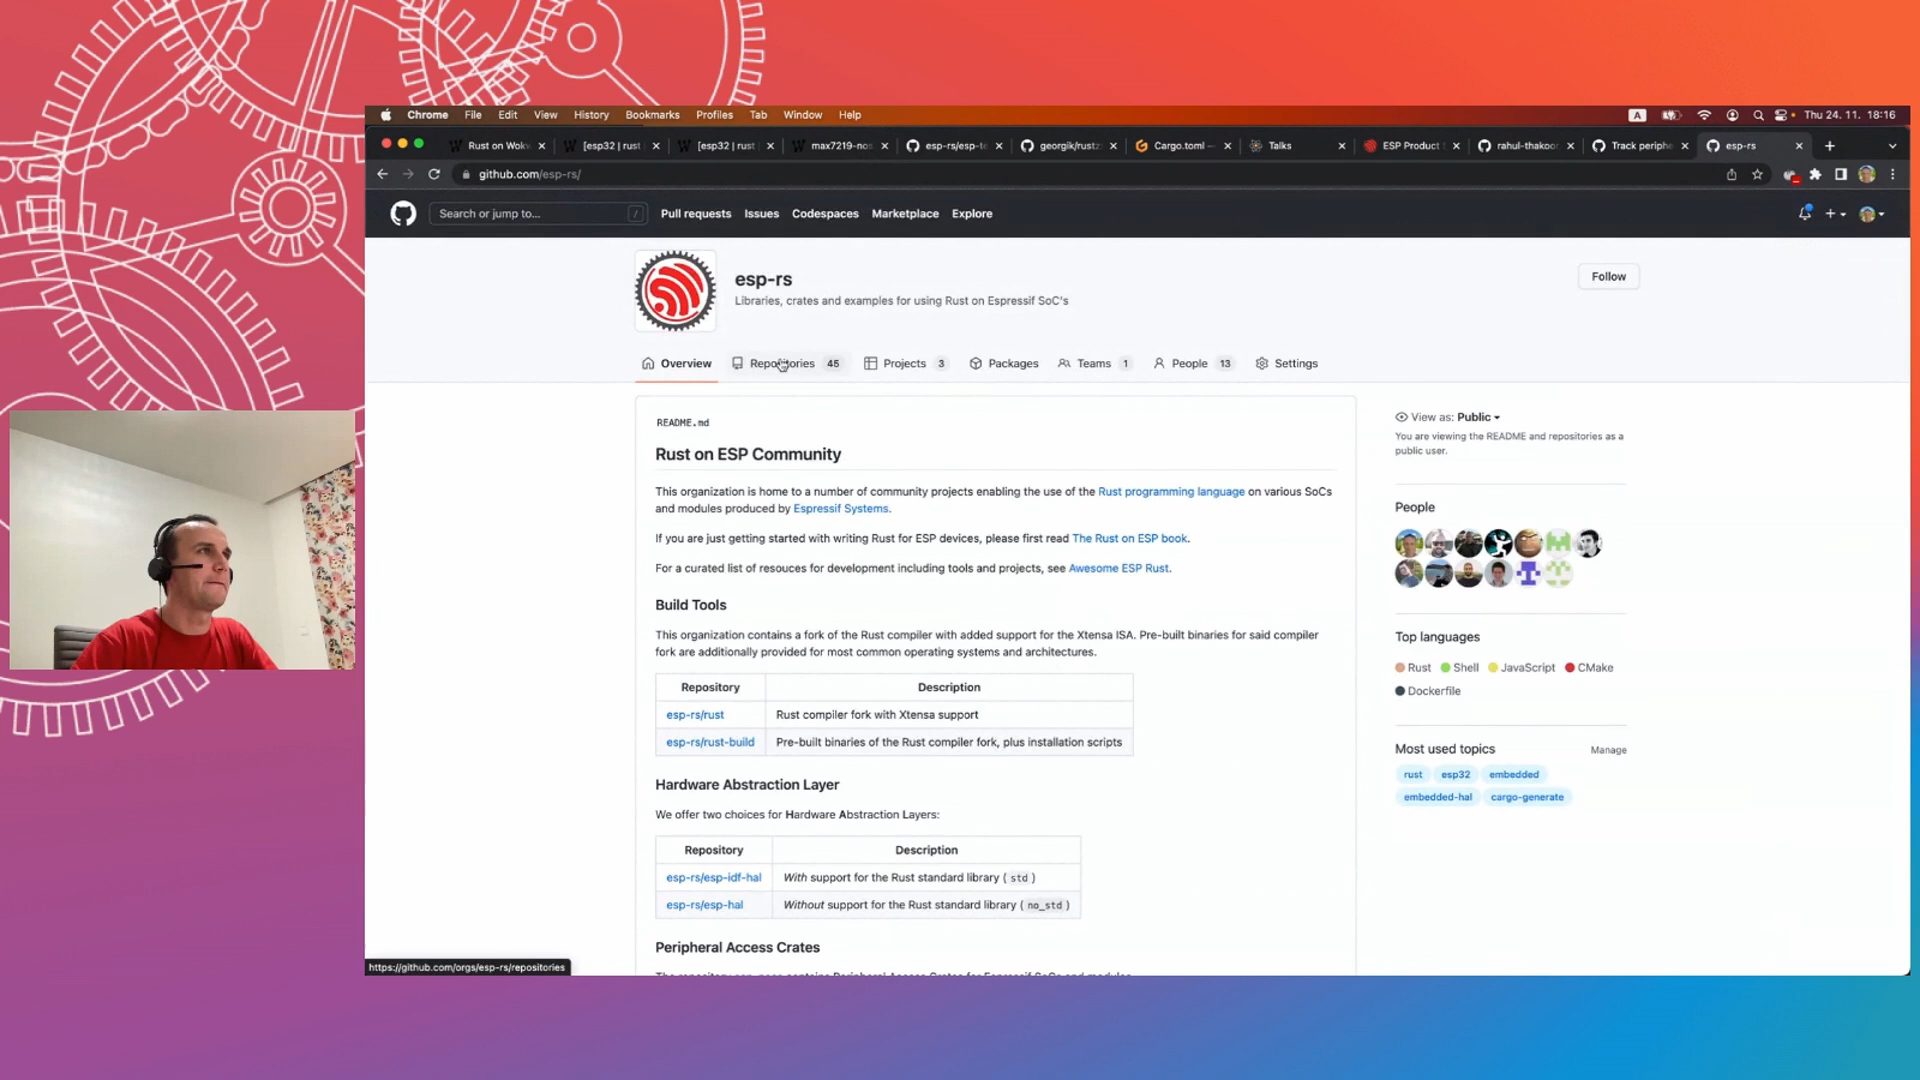 Chrome File Edit View History Bookmarks Profiles Tab Window Help
A
Thu 24. 11. 18:16
Rust on Wokw
[esp32 | rust
[esp32 | rust
max7219-nos
esp-rs/esp-te
georgik/rustz
Cargo.toml —
Talks
ESP Product S
rahul-thakoor
Track periphe
esp-rs
github.com/esp-rs/
Search or jump to... /
Pull requests Issues Codespaces Marketplace Explore
esp-rs
Follow
Libraries, crates and examples for using Rust on Espressif SoC's
Overview Repositories 45 Projects 3 Packages Teams 1 People 13 Settings
README.md
Rust on ESP Community
This organization is home to a number of community projects enabling the use of the Rust programming language on various SoCs
and modules produced by Espressif Systems.
If you are just getting started with writing Rust for ESP devices, please first read The Rust on ESP book.
For a curated list of resouces for development including tools and projects, see Awesome ESP Rust.
Build Tools
This organization contains a fork of the Rust compiler with added support for the Xtensa ISA. Pre-built binaries for said compiler
fork are additionally provided for most common operating systems and architectures.
Repository Description
esp-rs/rust Rust compiler fork with Xtensa support
esp-rs/rust-build Pre-built binaries of the Rust compiler fork, plus installation scripts
Hardware Abstraction Layer
We offer two choices for Hardware Abstraction Layers:
Repository Description
esp-rs/esp-idf-hal With support for the Rust standard library ( std )
esp-rs/esp-hal Without support for the Rust standard library ( no_std )
Peripheral Access Crates
View as: Public
You are viewing the README and repositories as a
public user.
People
Top languages
Rust Shell JavaScript CMake
Dockerfile
Most used topics Manage
rust esp32 embedded
embedded-hal cargo-generate
https://github.com/orgs/esp-rs/repositories